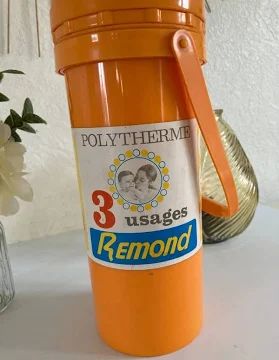 POLYTHERME
3 usages
Remond